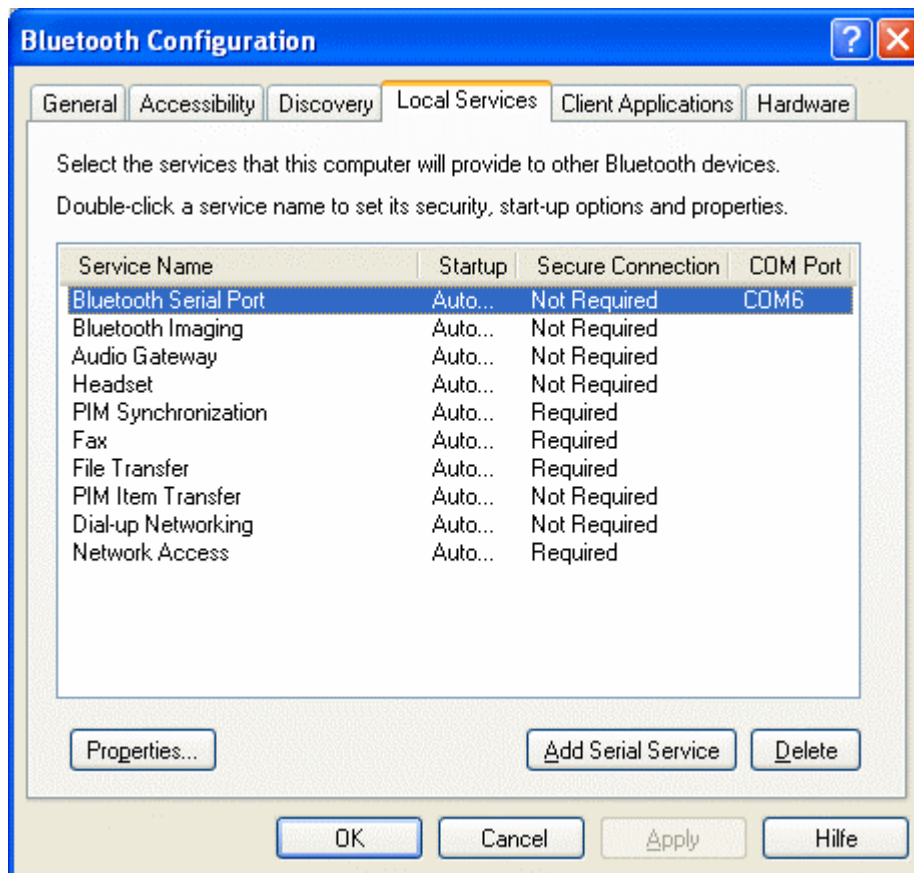 Bluetooth Configuration
General Accessibility Discovery Local Services Client Applications Hardware
Select the services that this computer will provide to other Bluetooth devices.
Double-click a service name to set its security, start-up options and properties.
Service Name Startup Secure Connection COM Port
Bluetooth Serial Port Auto... Not Required COM6
Bluetooth Imaging Auto... Not Required
Audio Gateway Auto... Not Required
Headset Auto... Not Required
PIM Synchronization Auto... Required
Fax Auto... Required
File Transfer Auto... Required
PIM Item Transfer Auto... Not Required
Dial-up Networking Auto... Not Required
Network Access Auto... Required
Properties... Add Serial Service Delete
OK Cancel Apply Hilfe